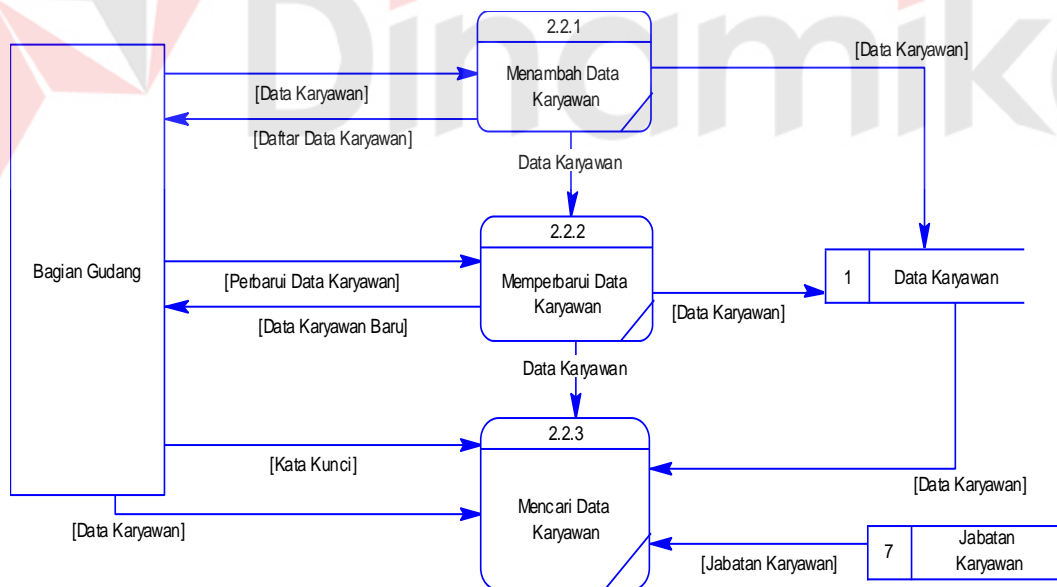 Dinamika
2.2.1
Menambah Data
Karyawan
[Data Karyawan]
[Data Karyawan]
[Daftar Data Karyawan]
Data Karyawan
2.2.2
Memperbarui Data
Karyawan
Bagian Gudang
[Perbarui Data Karyawan]
[Data Karyawan Baru]
1
Data Karyawan
[Data Karyawan]
Data Karyawan
2.2.3
Mencari Data
Karyawan
[Kata Kunci]
[Data Karyawan]
[Data Karyawan]
7
Jabatan
Karyawan
[Jabatan Karyawan]